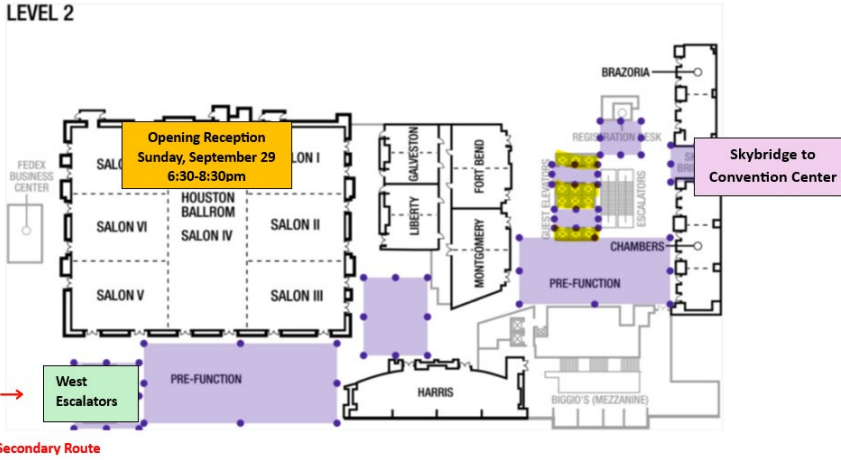 LEVEL 2
BRAZORIA
REGISTRATION DESK
Opening Reception
Sunday, September 29
6:30-8:30pm
LON I
FEDEX
BUSINESS
CENTER
GALVESTON
FORT BEND
GUEST ELEVATORS
ESCALATORS
Skybridge to
Convention Center
HOUSTON
BALLROM
SALON VI
SALON IV
SALON II
LIBERTY
MONTGOMERY
CHAMBERS
SALON V
SALON III
PRE-FUNCTION
West
Escalators
PRE-FUNCTION
HARRIS
BIGGIO'S (MEZZANINE)
Secondary Route